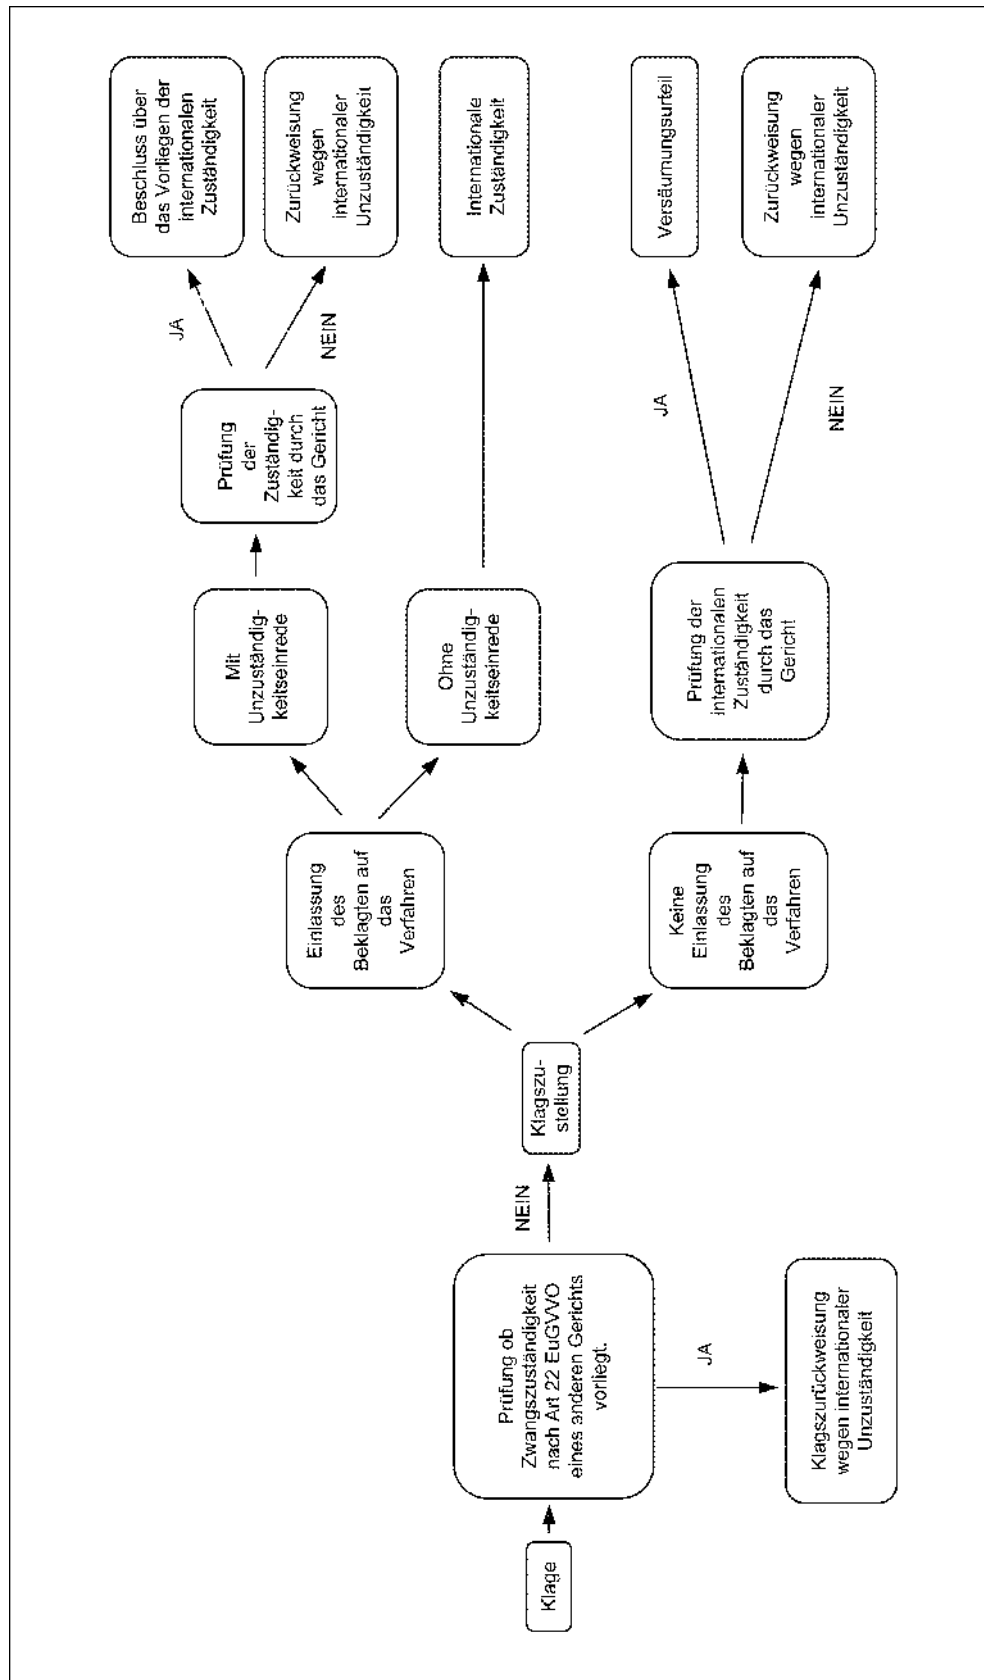 Klage
Prüfung ob
Zwangszuständigkeit
nach Art 22 EuGVVO
eines anderen Gerichts
vorliegt.
JA
Klagszurückweisung
wegen internationaler
Unzuständigkeit
NEIN
Klagszu-
stellung
Einlassung
des
Beklagten auf
das
Verfahren
Mit
Unzuständig-
keitseinrede
Prüfung
der
Zuständig-
keit durch
das Gericht
JA
Beschluss über
das Vorliegen der
internationalen
Zuständigkeit
NEIN
Zurückweisung
wegen
internationaler
Unzuständigkeit
Ohne
Unzuständig-
keitseinrede
Internationale
Zuständigkeit
Keine
Einlassung
des
Beklagten auf
das
Verfahren
Prüfung der
internationalen
Zuständigkeit
durch das
Gericht
JA
Versäumungsurteil
NEIN
Zurückweisung
wegen
internationaler
Unzuständigkeit